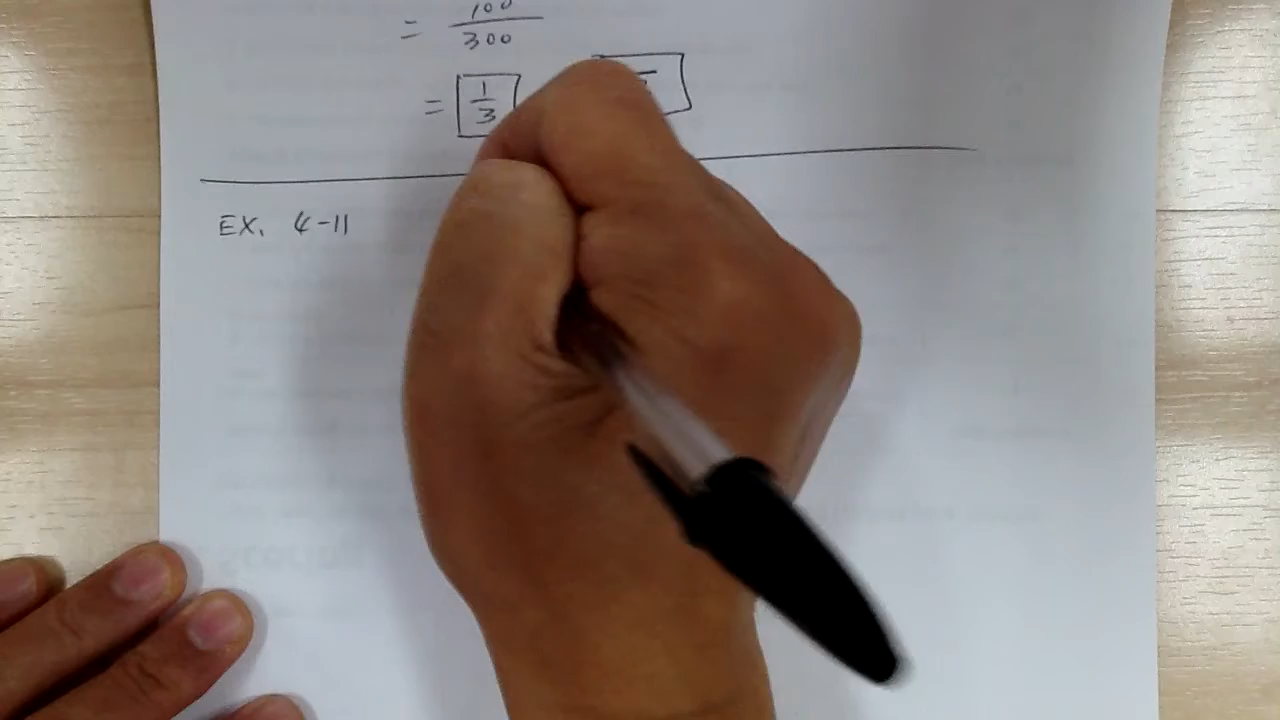 = 100/300
= 1/3
EX. 4-11